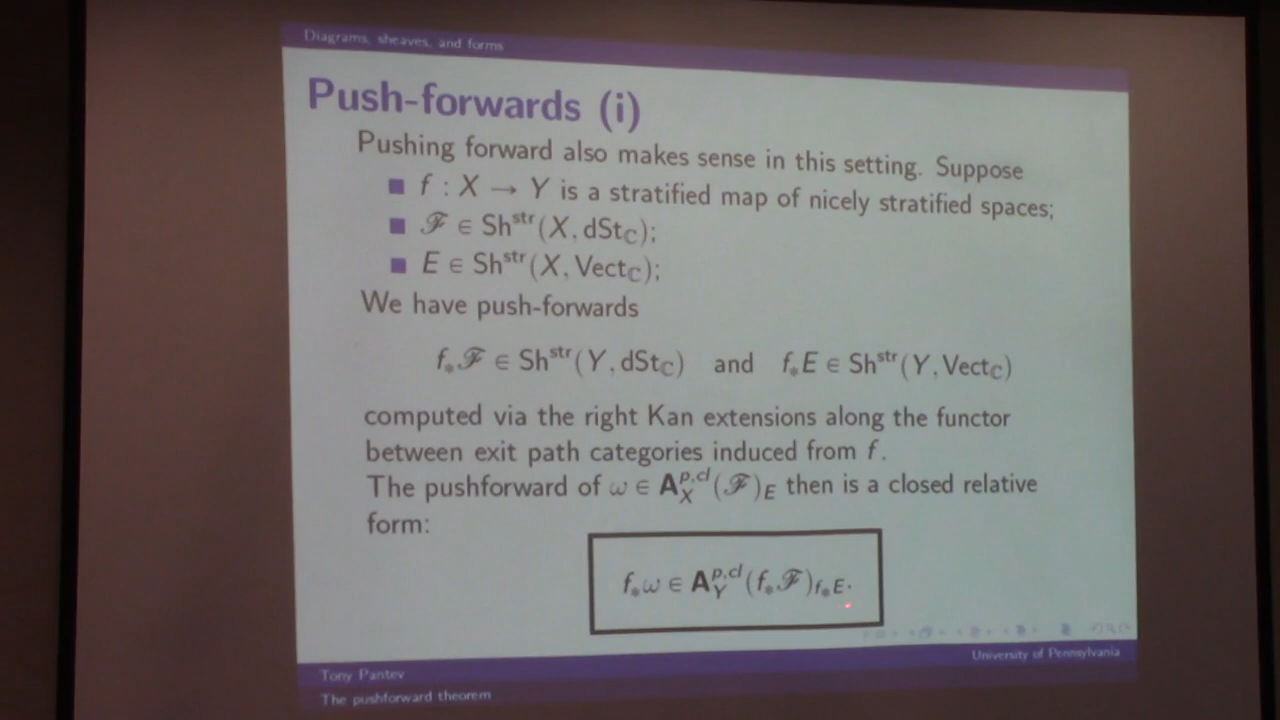 Diagrams, sheaves, and forms
Push-forwards (i)
Pushing forward also makes sense in this setting. Suppose
f : X → Y is a stratified map of nicely stratified spaces;
ℱ ∈ Sh^str(X, dSt_ℂ);
E ∈ Sh^str(X, Vect_ℂ);
We have push-forwards
f_*ℱ ∈ Sh^str(Y, dSt_ℂ) and f_*E ∈ Sh^str(Y, Vect_ℂ)
computed via the right Kan extensions along the functor
between exit path categories induced from f.
The pushforward of ω ∈ A_X^{p,cl}(ℱ)_E then is a closed relative
form:
f_*ω ∈ A_Y^{p,cl}(f_*ℱ)_{f_*E}.
Tony Pantev
University of Pennsylvania
The pushforward theorem